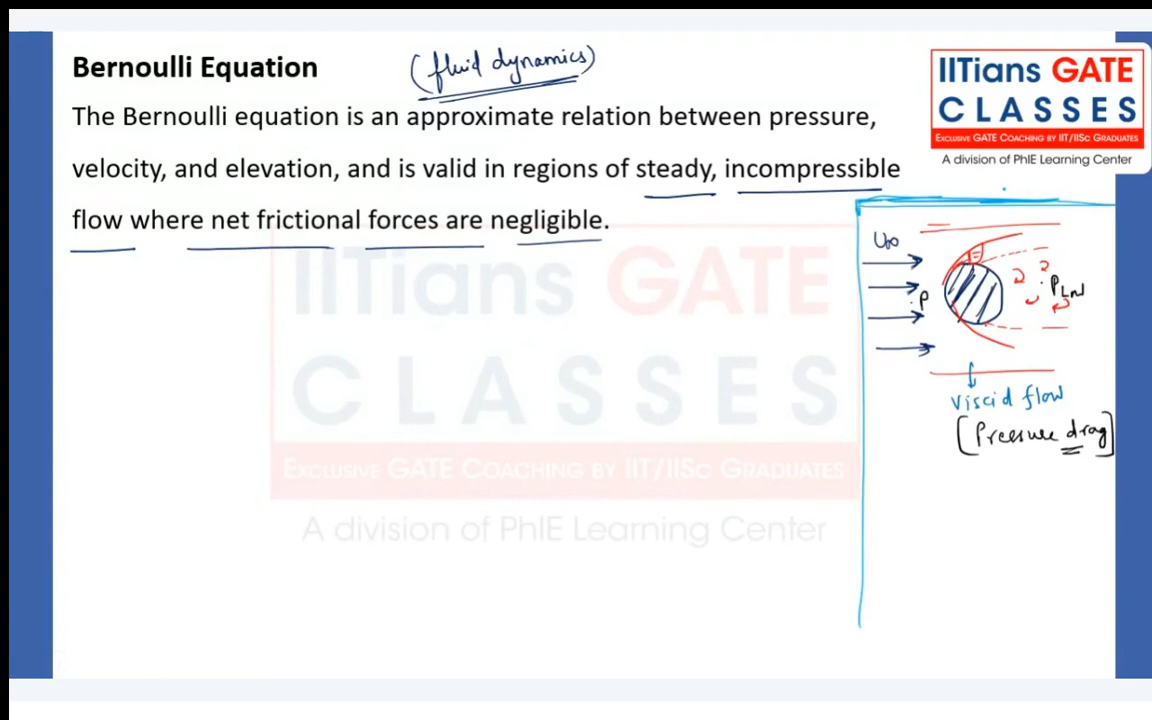 Bernoulli Equation (fluid dynamics)
The Bernoulli equation is an approximate relation between pressure,
velocity, and elevation, and is valid in regions of steady, incompressible
flow where net frictional forces are negligible.
IITians GATE
CLASSES
EXCLUSIVE GATE COACHING BY IIT/IISc GRADUATES
A division of PhIE Learning Center
U∞
P
P Low
Viscid flow
[Pressure drag]
IITians GATE
CLASSES
EXCLUSIVE GATE COACHING BY IIT/IISc GRADUATES
A division of PhIE Learning Center